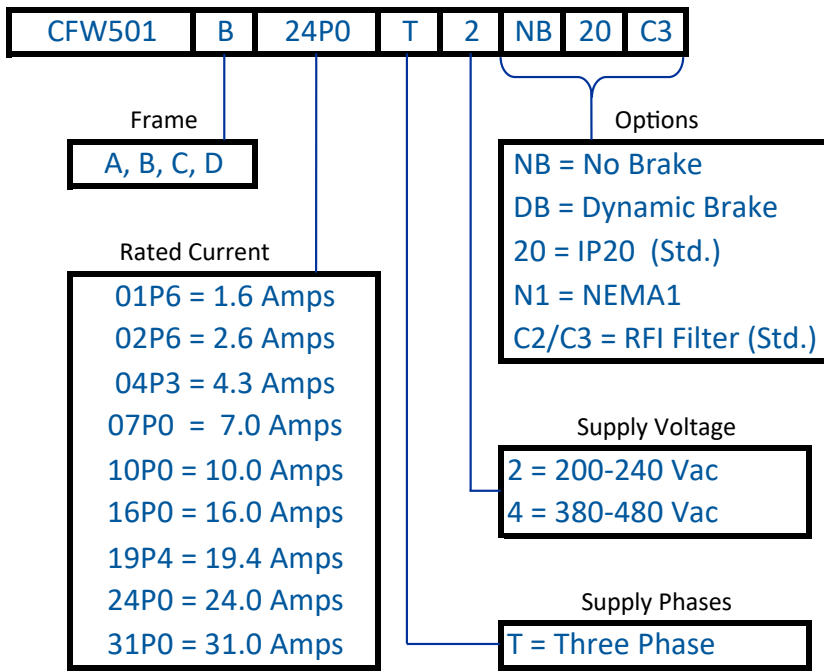 CFW501 B 24P0 T 2 NB 20 C3
Frame
A, B, C, D
Rated Current
01P6 = 1.6 Amps
02P6 = 2.6 Amps
04P3 = 4.3 Amps
07P0 = 7.0 Amps
10P0 = 10.0 Amps
16P0 = 16.0 Amps
19P4 = 19.4 Amps
24P0 = 24.0 Amps
31P0 = 31.0 Amps
Options
NB = No Brake
DB = Dynamic Brake
20 = IP20 (Std.)
N1 = NEMA1
C2/C3 = RFI Filter (Std.)
Supply Voltage
2 = 200-240 Vac
4 = 380-480 Vac
Supply Phases
T = Three Phase